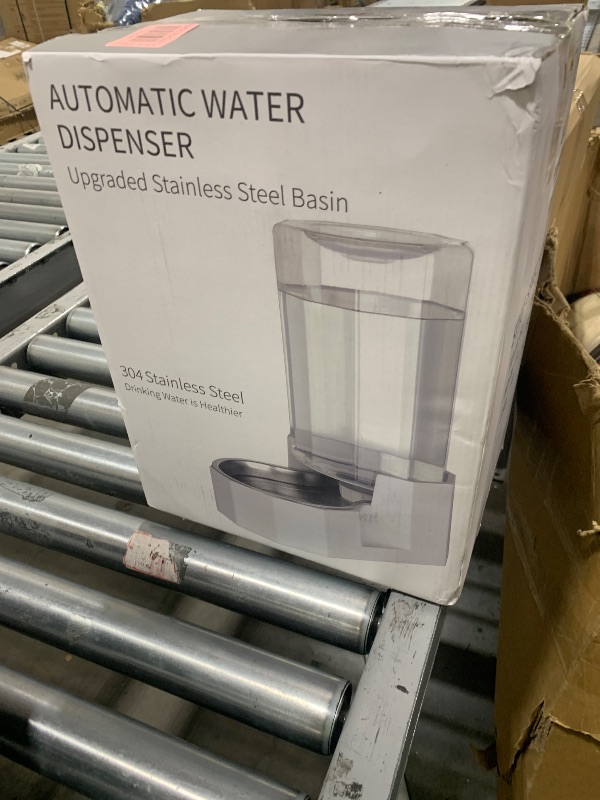 AUTOMATIC WATER
DISPENSER
Upgraded Stainless Steel Basin
304 Stainless Steel
Drinking Water is Healthier